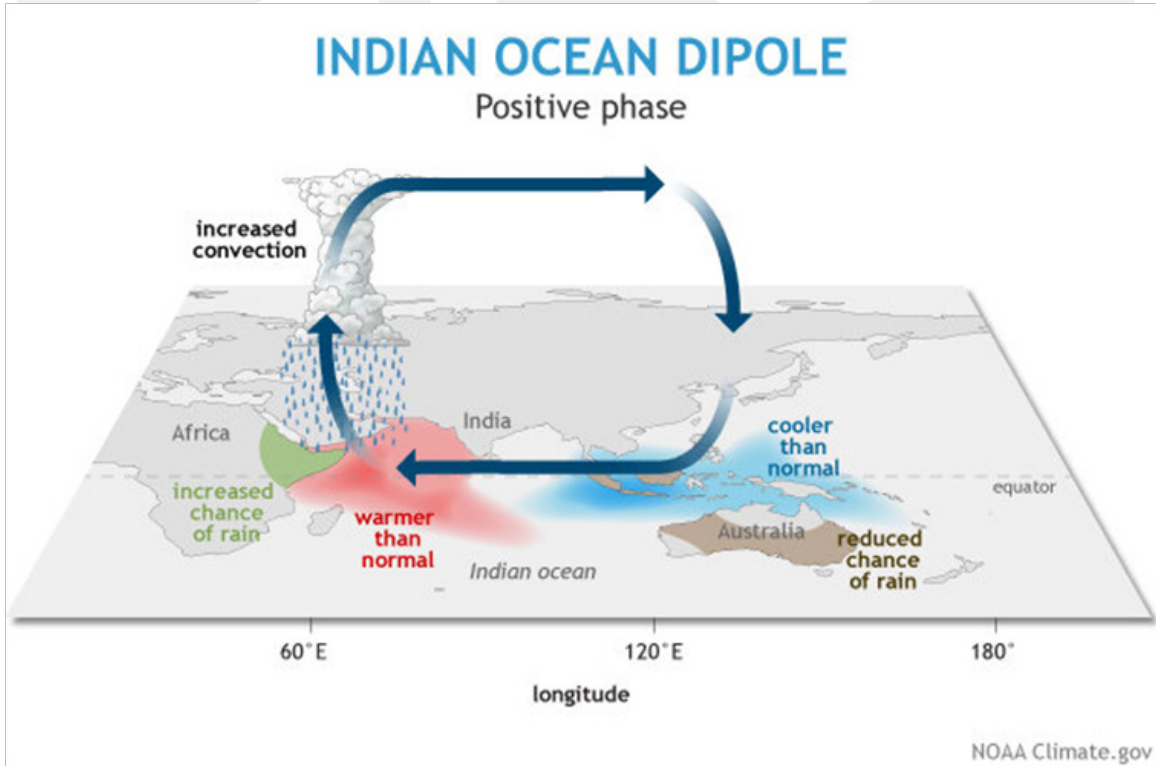 INDIAN OCEAN DIPOLE
Positive phase
increased
convection
Africa
India
cooler
than
normal
equator
increased
chance
of rain
warmer
than
normal
Indian ocean
Australia
reduced
chance
of rain
60°E
120°E
180°
longitude
NOAA Climate.gov